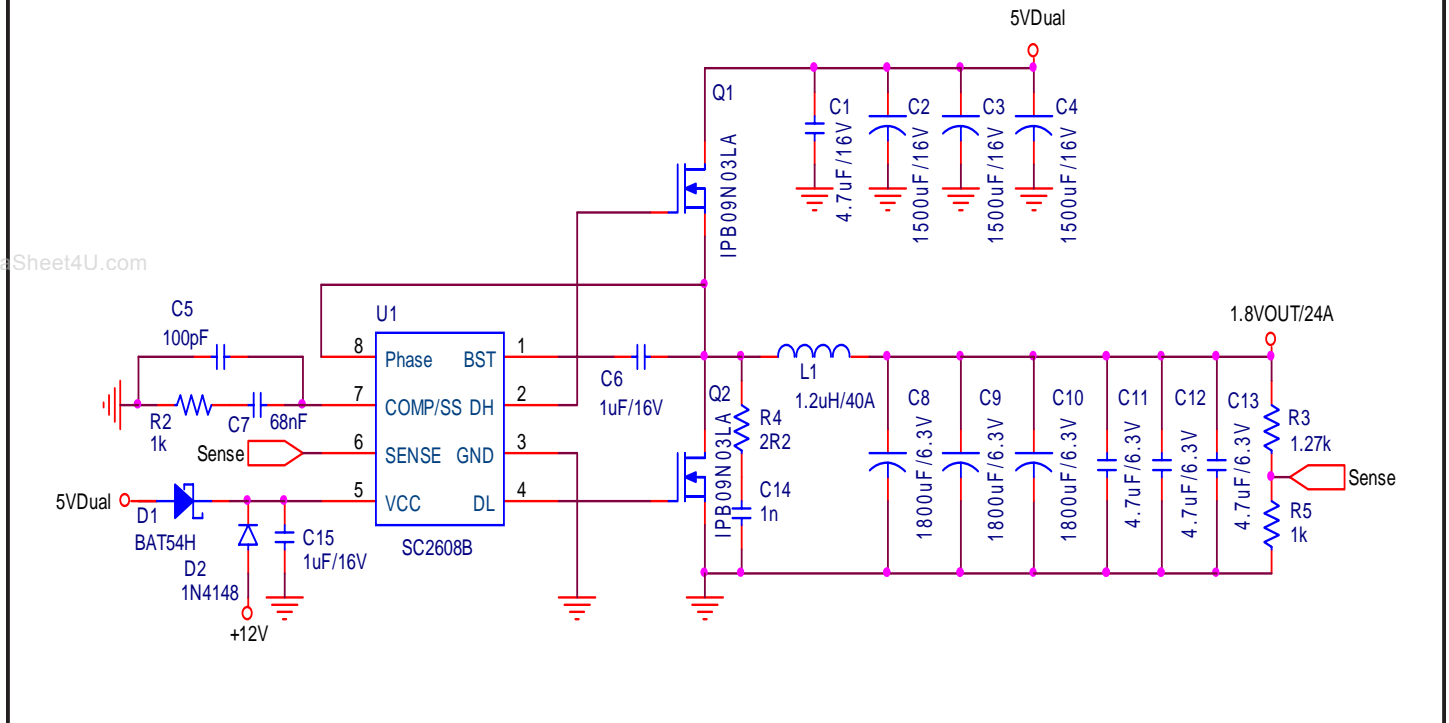 5VDual
Q1
IPB09N03LA
C1
4.7uF/16V
C2
1500uF/16V
C3
1500uF/16V
C4
1500uF/16V
aSheet4U.com
C5
100pF
R2
1k
C7
68nF
Sense
5VDual
D1
BAT54H
D2
1N4148
+12V
C15
1uF/16V
U1
8
Phase
BST
1
7
COMP/SS
DH
2
6
SENSE
GND
3
5
VCC
DL
4
SC2608B
C6
1uF/16V
Q2
IPB09N03LA
R4
2R2
C14
1n
L1
1.2uH/40A
C8
1800uF/6.3V
C9
1800uF/6.3V
C10
1800uF/6.3V
C11
4.7uF/6.3V
C12
4.7uF/6.3V
C13
4.7uF/6.3V
1.8VOUT/24A
R3
1.27k
Sense
R5
1k